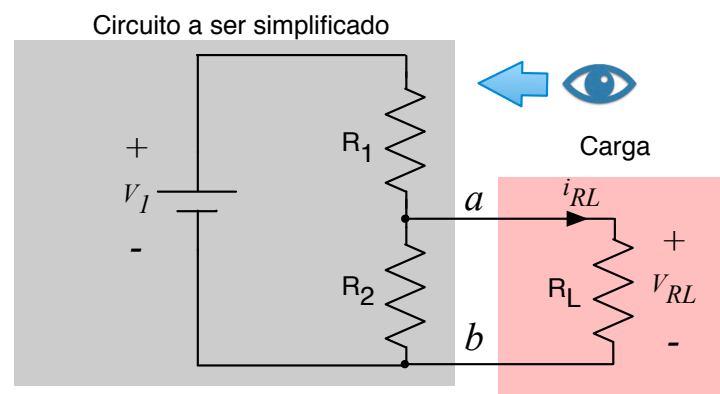 Circuito a ser simplificado
R1
+
V1
-
Carga
a
iRL
R2
RL
+
VRL
-
b